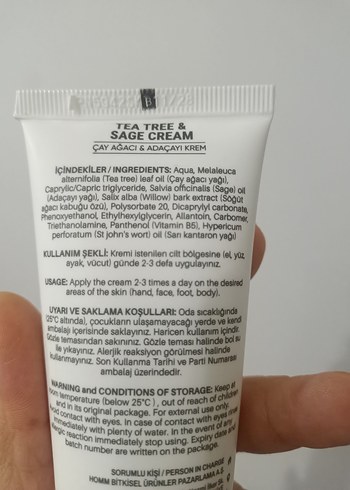 TEA TREE &
SAGE CREAM
ÇAY AĞACI & ADAÇAYI KREM
İÇİNDEKİLER / INGREDIENTS: Aqua, Melaleuca
alternifolia (Tea tree) leaf oil (Çay ağacı yağı),
Caprylic/Capric triglyceride, Salvia officinalis (Sage) oil
(Adaçayı yağı), Salix alba (Willow) bark extract (Söğüt
ağacı kabuğu özü), Polysorbate 20, Dicaprylyl carbonate,
Phenoxyethanol, Ethylhexylglycerin, Allantoin, Carbomer,
Triethanolamine, Panthenol (Vitamin B5), Hypericum
perforatum (St john's wort) oil (Sarı kantaron yağı)
KULLANIM ŞEKLİ: Kremi istenilen cilt bölgesine (el, yüz,
ayak, vücut) günde 2-3 defa uygulayınız.
USAGE: Apply the cream 2-3 times a day on the desired
areas of the skin (hand, face, foot, body).
UYARI VE SAKLAMA KOŞULLARI: Oda sıcaklığında
(25°C altında), çocukların ulaşamayacağı yerde ve kendi
ambalajı içerisinde saklayınız. Haricen kullanım içindir.
Gözle temasından sakınınız. Gözle teması halinde bol su
ile yıkayınız. Alerjik reaksiyon görülmesi halinde
kullanmayınız. Son Kullanma Tarihi ve Parti Numarası
ambalaj üzerindedir.
WARNING and CONDITIONS OF STORAGE: Keep at
room temperature (below 25°C), out of reach of children
and in its original package. For external use only.
Avoid contact with eyes. In case of contact with eyes rinse
immediately with plenty of water. In the event of any
allergic reaction immediately stop using. Expiry date and
batch number are written on the package.
SORUMLU KİŞİ / PERSON IN CHARGE
HOMM BİTKİSEL ÜRÜNLER PAZARLAMA A.Ş.